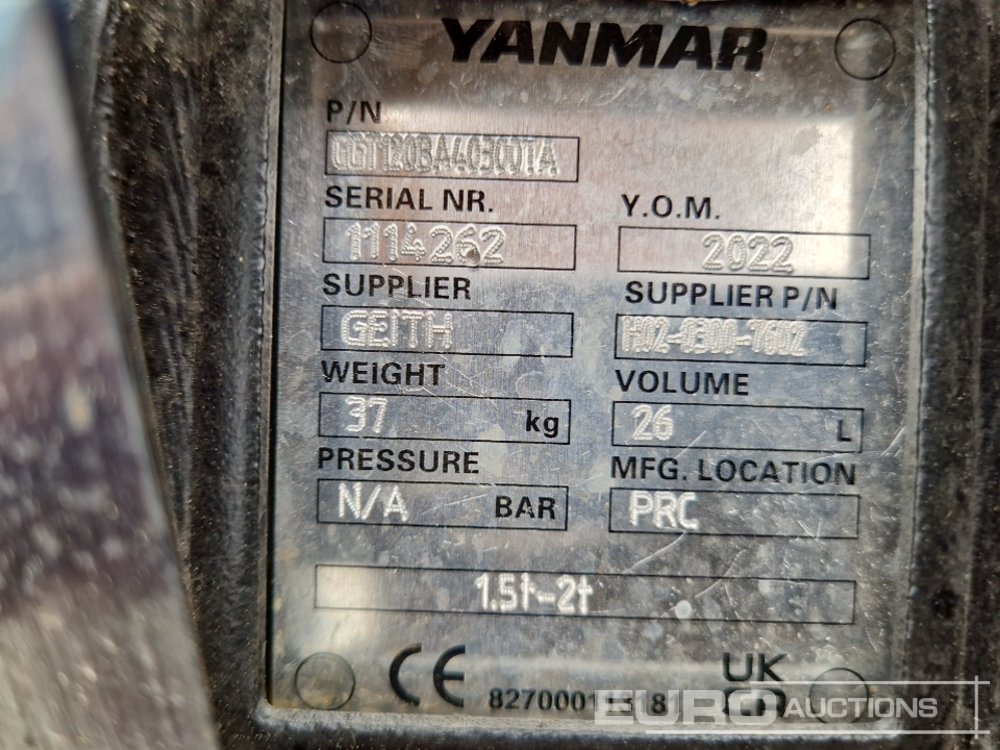 YANMAR
P/N
SERIAL NR. Y.O.M.
1114262 2022
SUPPLIER SUPPLIER P/N
GEITH
WEIGHT VOLUME
37 kg 26 L
PRESSURE MFG. LOCATION
N/A BAR PRC
1.5t-2t
CE UK
CA
EURO AUCTIONS